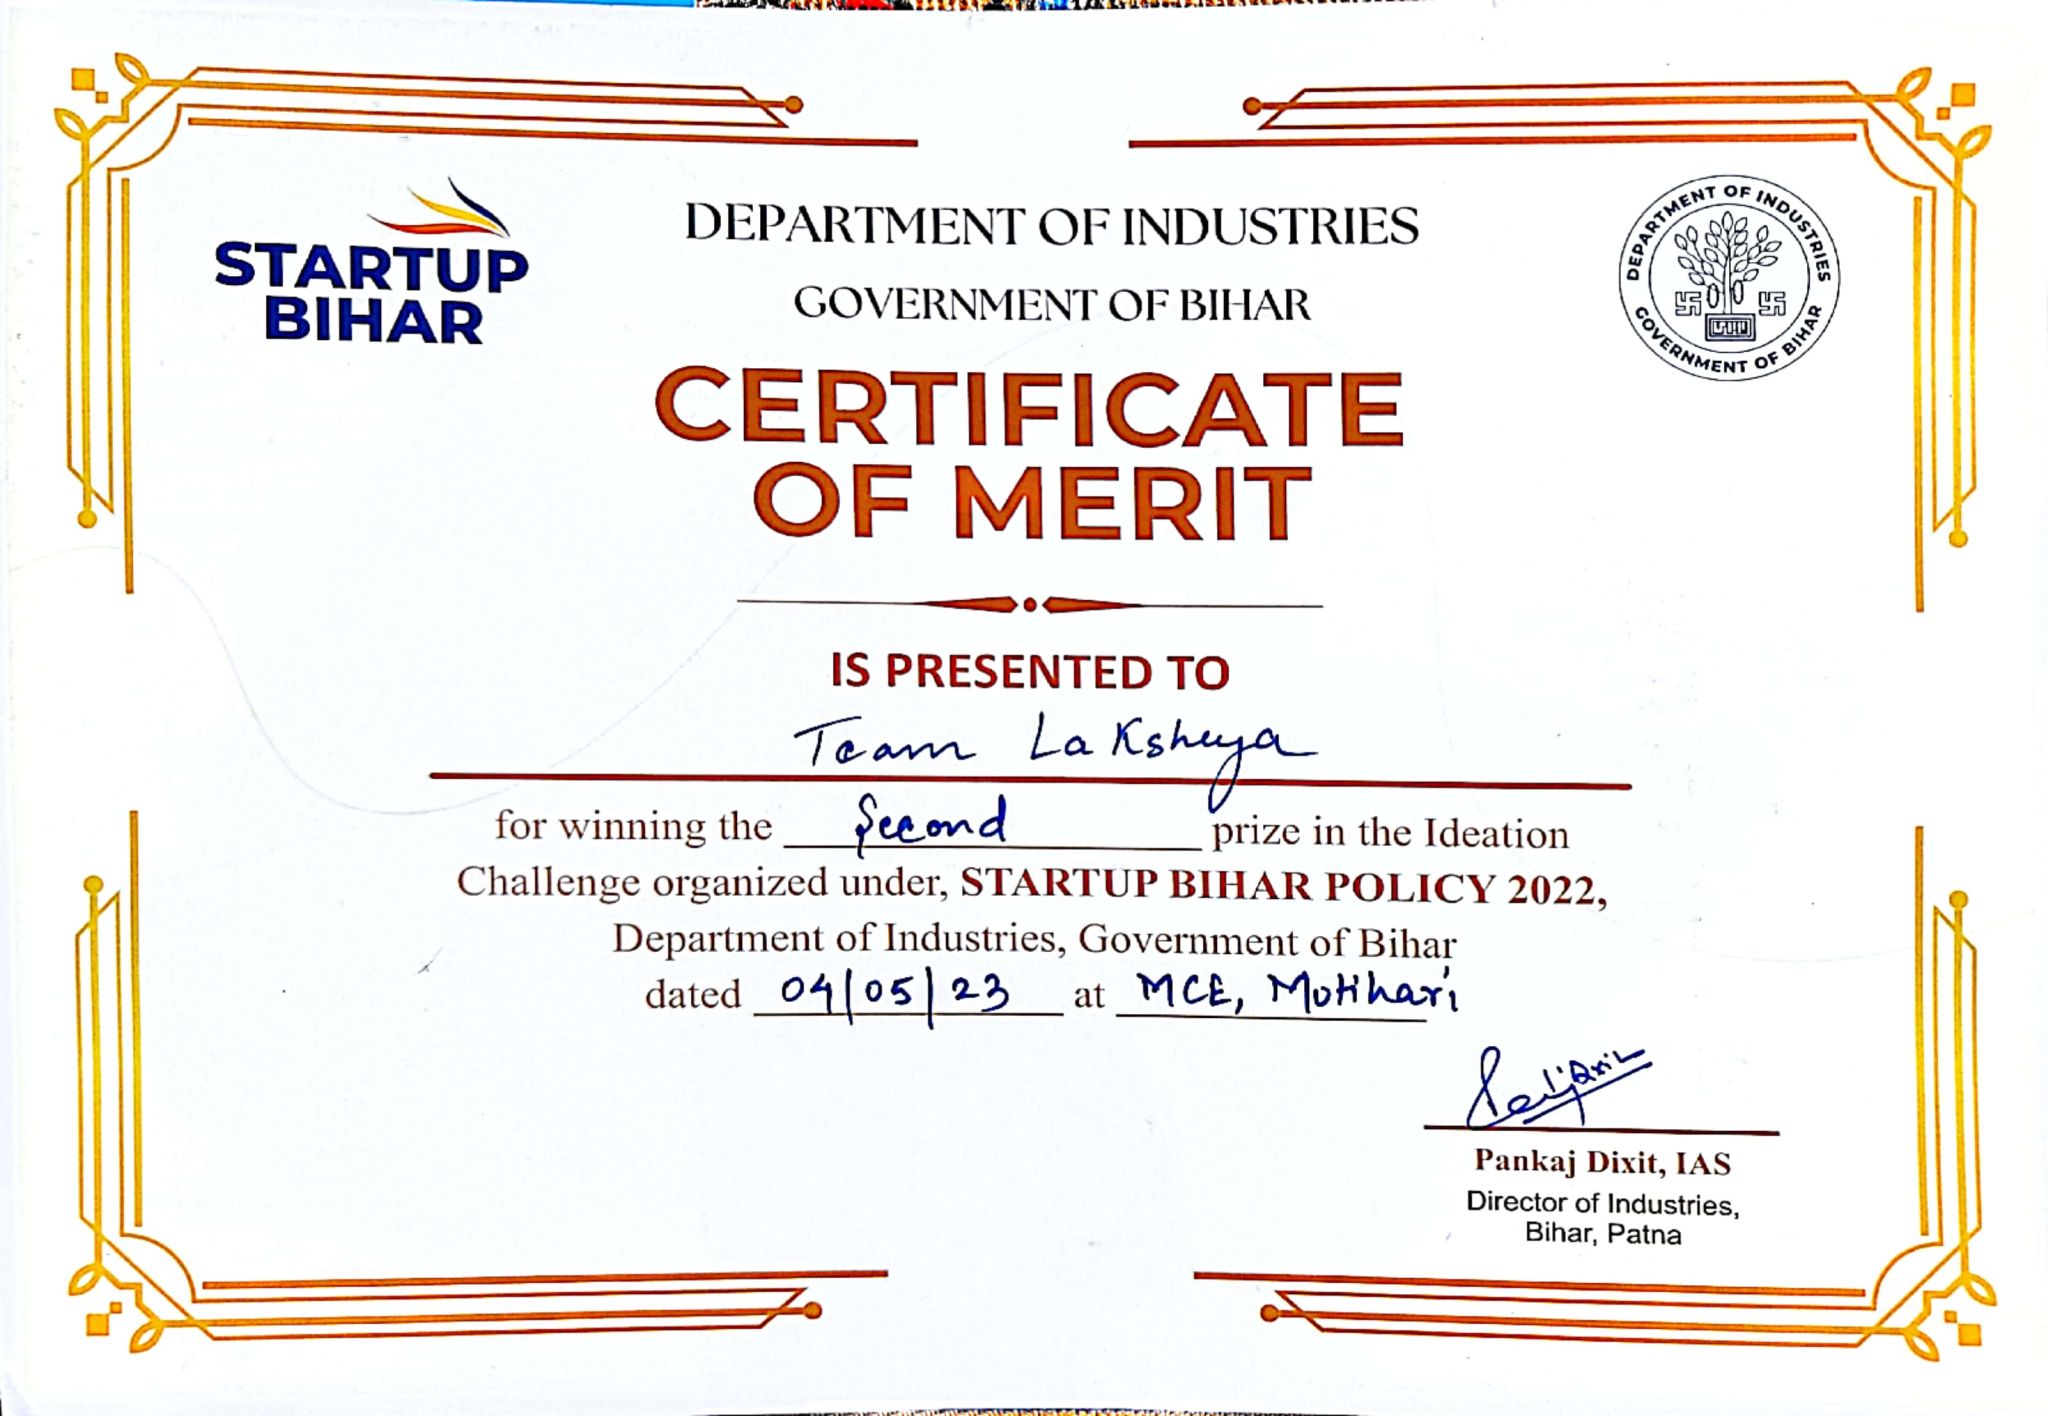 STARTUP
BIHAR
DEPARTMENT OF INDUSTRIES
GOVERNMENT OF BIHAR
DEPARTMENT OF INDUSTRIES
GOVERNMENT OF BIHAR
CERTIFICATE
OF MERIT
IS PRESENTED TO
Team Laksheya
for winning the Second prize in the Ideation
Challenge organized under, STARTUP BIHAR POLICY 2022,
Department of Industries, Government of Bihar
dated 04/05/23 at MCE, Motihari
Pankaj Dixit, IAS
Director of Industries,
Bihar, Patna